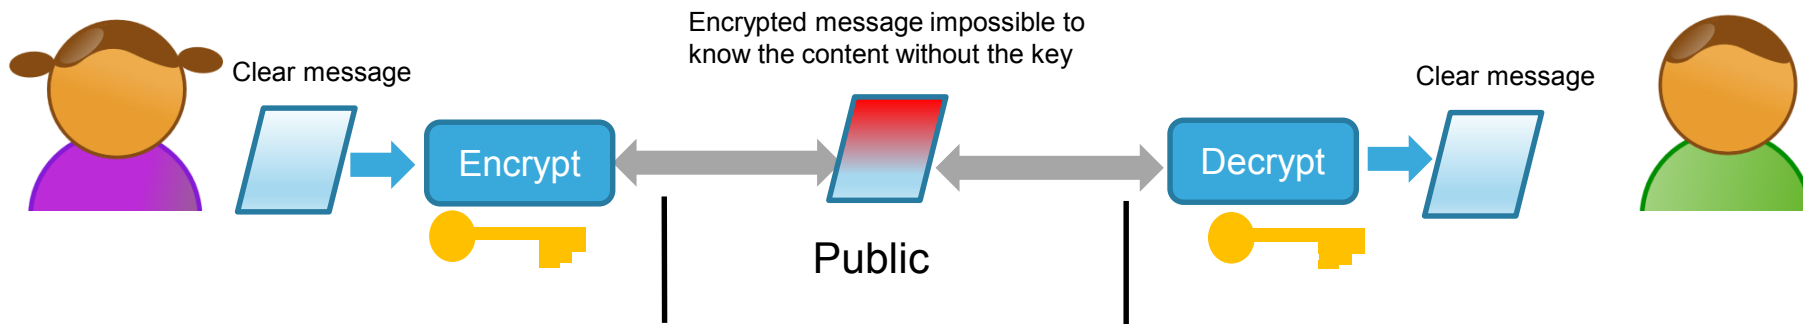 Encrypted message impossible to
know the content without the key
Clear message
Clear message
Encrypt
Decrypt
Public